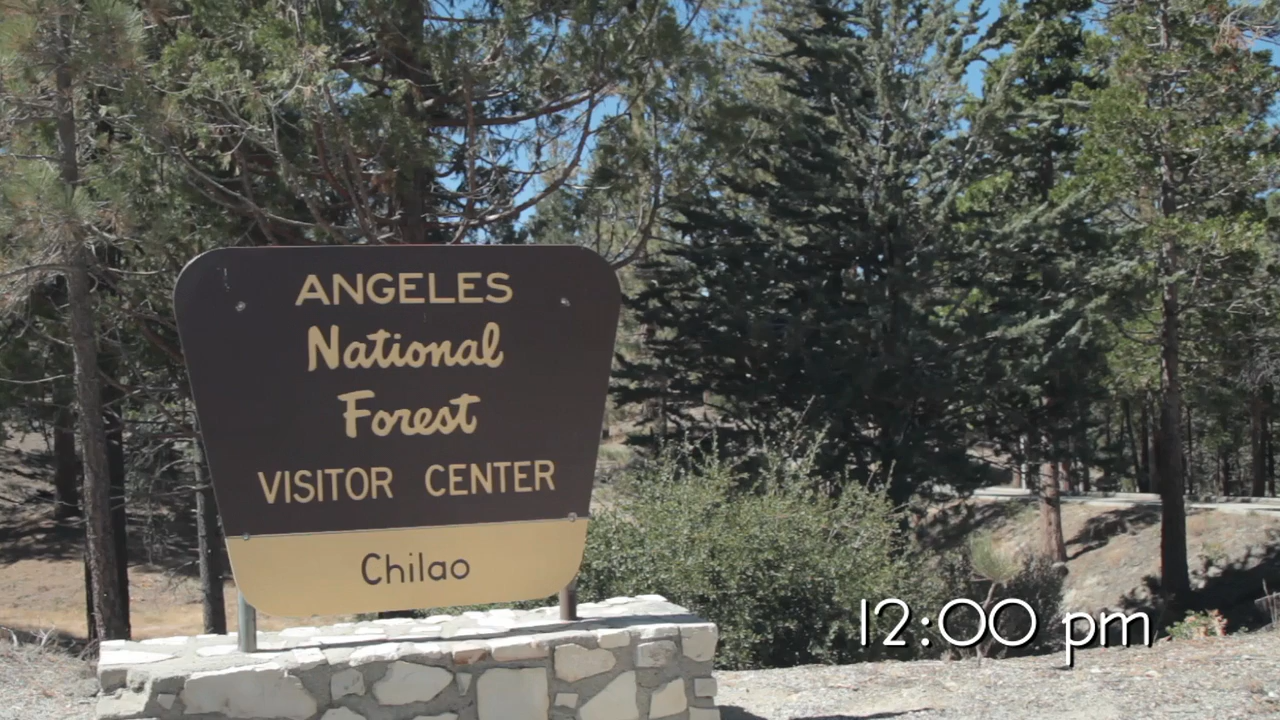 ANGELES
National
Forest
VISITOR CENTER
Chilao
12:00 pm